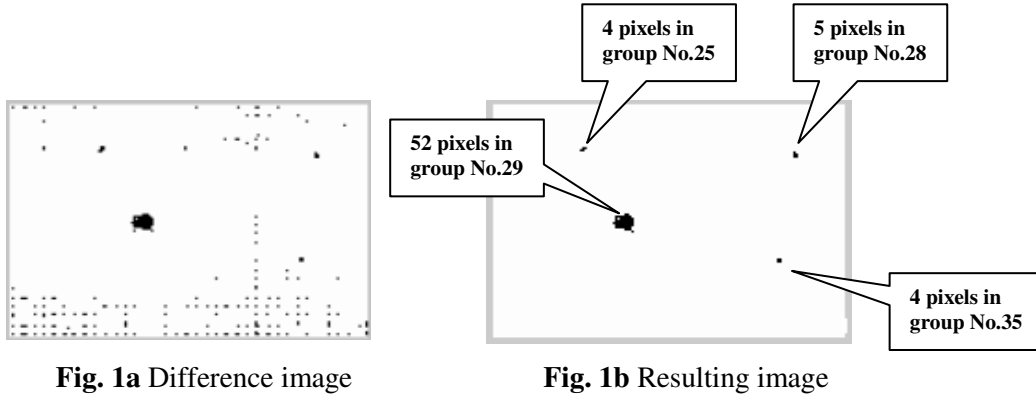 4 pixels in
group No.25
5 pixels in
group No.28
52 pixels in
group No.29
4 pixels in
group No.35
Fig. 1a Difference image
Fig. 1b Resulting image